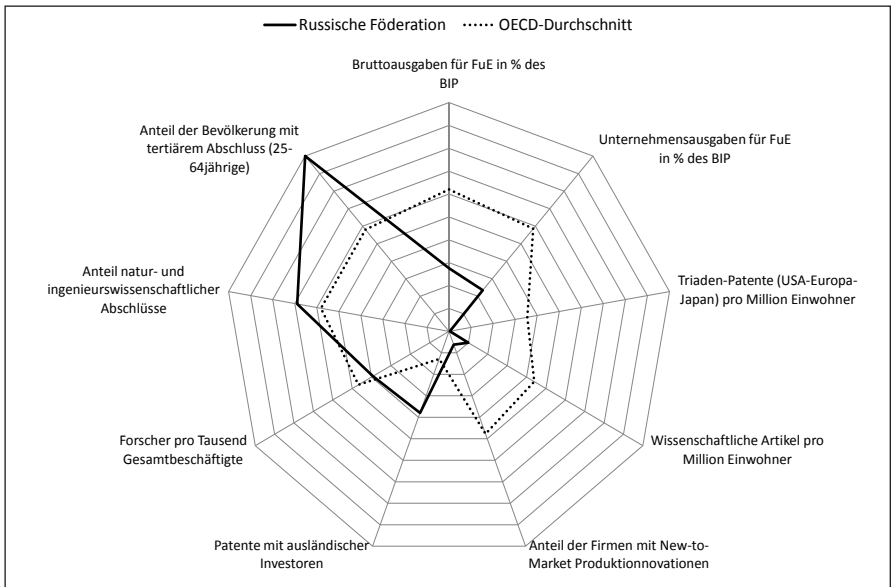 Russische Föderation
OECD-Durchschnitt
Bruttoausgaben für FuE in % des
BIP
Unternehmensausgaben für FuE
in % des BIP
Triaden-Patente (USA-Europa-
Japan) pro Million Einwohner
Wissenschaftliche Artikel pro
Million Einwohner
Anteil der Firmen mit New-to-
Market Produktionnovationen
Patente mit ausländischer
Investoren
Forscher pro Tausend
Gesamtbeschäftigte
Anteil natur- und
ingenieurswissenschaftlicher
Abschlüsse
Anteil der Bevölkerung mit
tertiärem Abschluss (25-
64jährige)